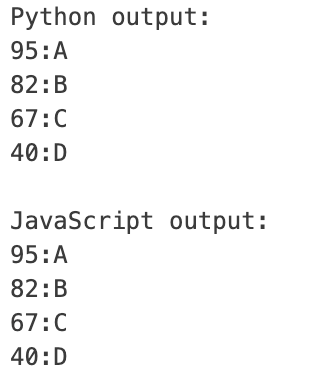 Python output:
95:A
82:B
67:C
40:D

JavaScript output:
95:A
82:B
67:C
40:D